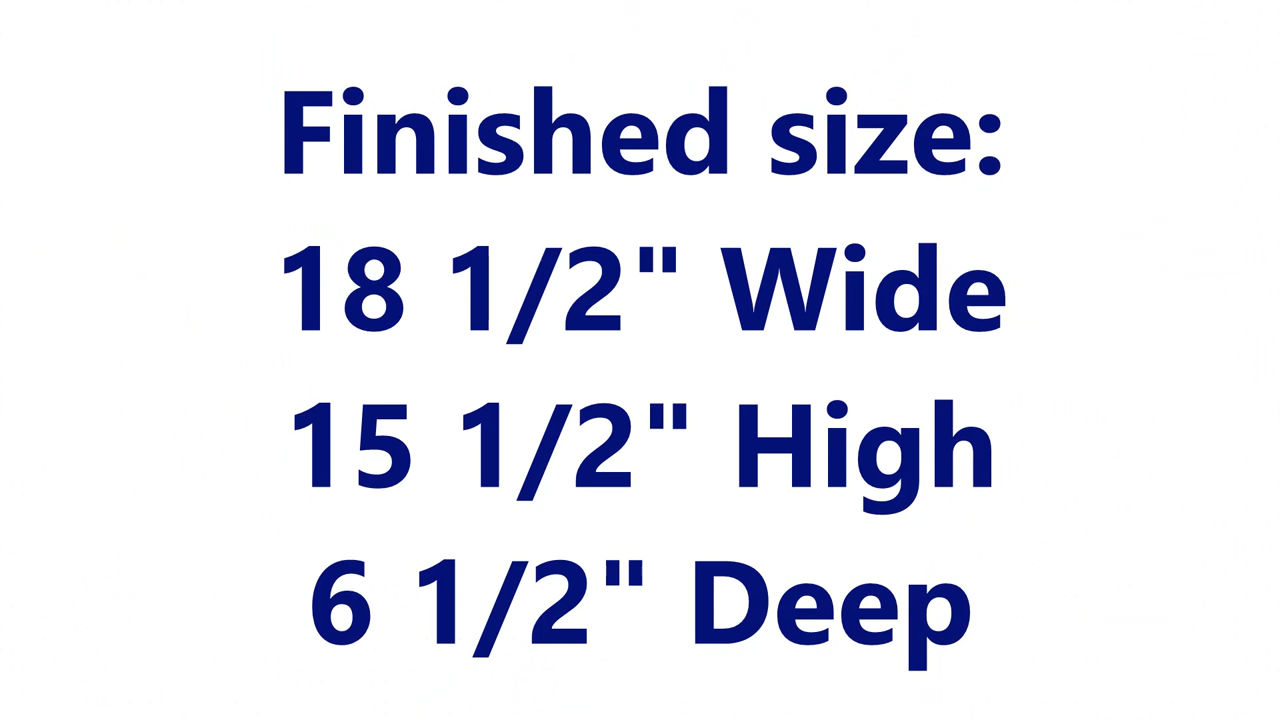 Finished size:
18 1/2" Wide
15 1/2" High
6 1/2" Deep